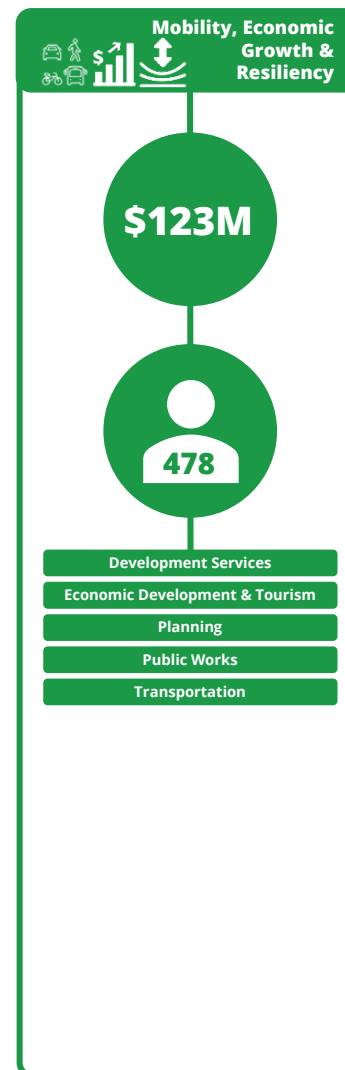 Mobility, Economic
Growth &
Resiliency
$
$123M
478
Development Services
Economic Development & Tourism
Planning
Public Works
Transportation